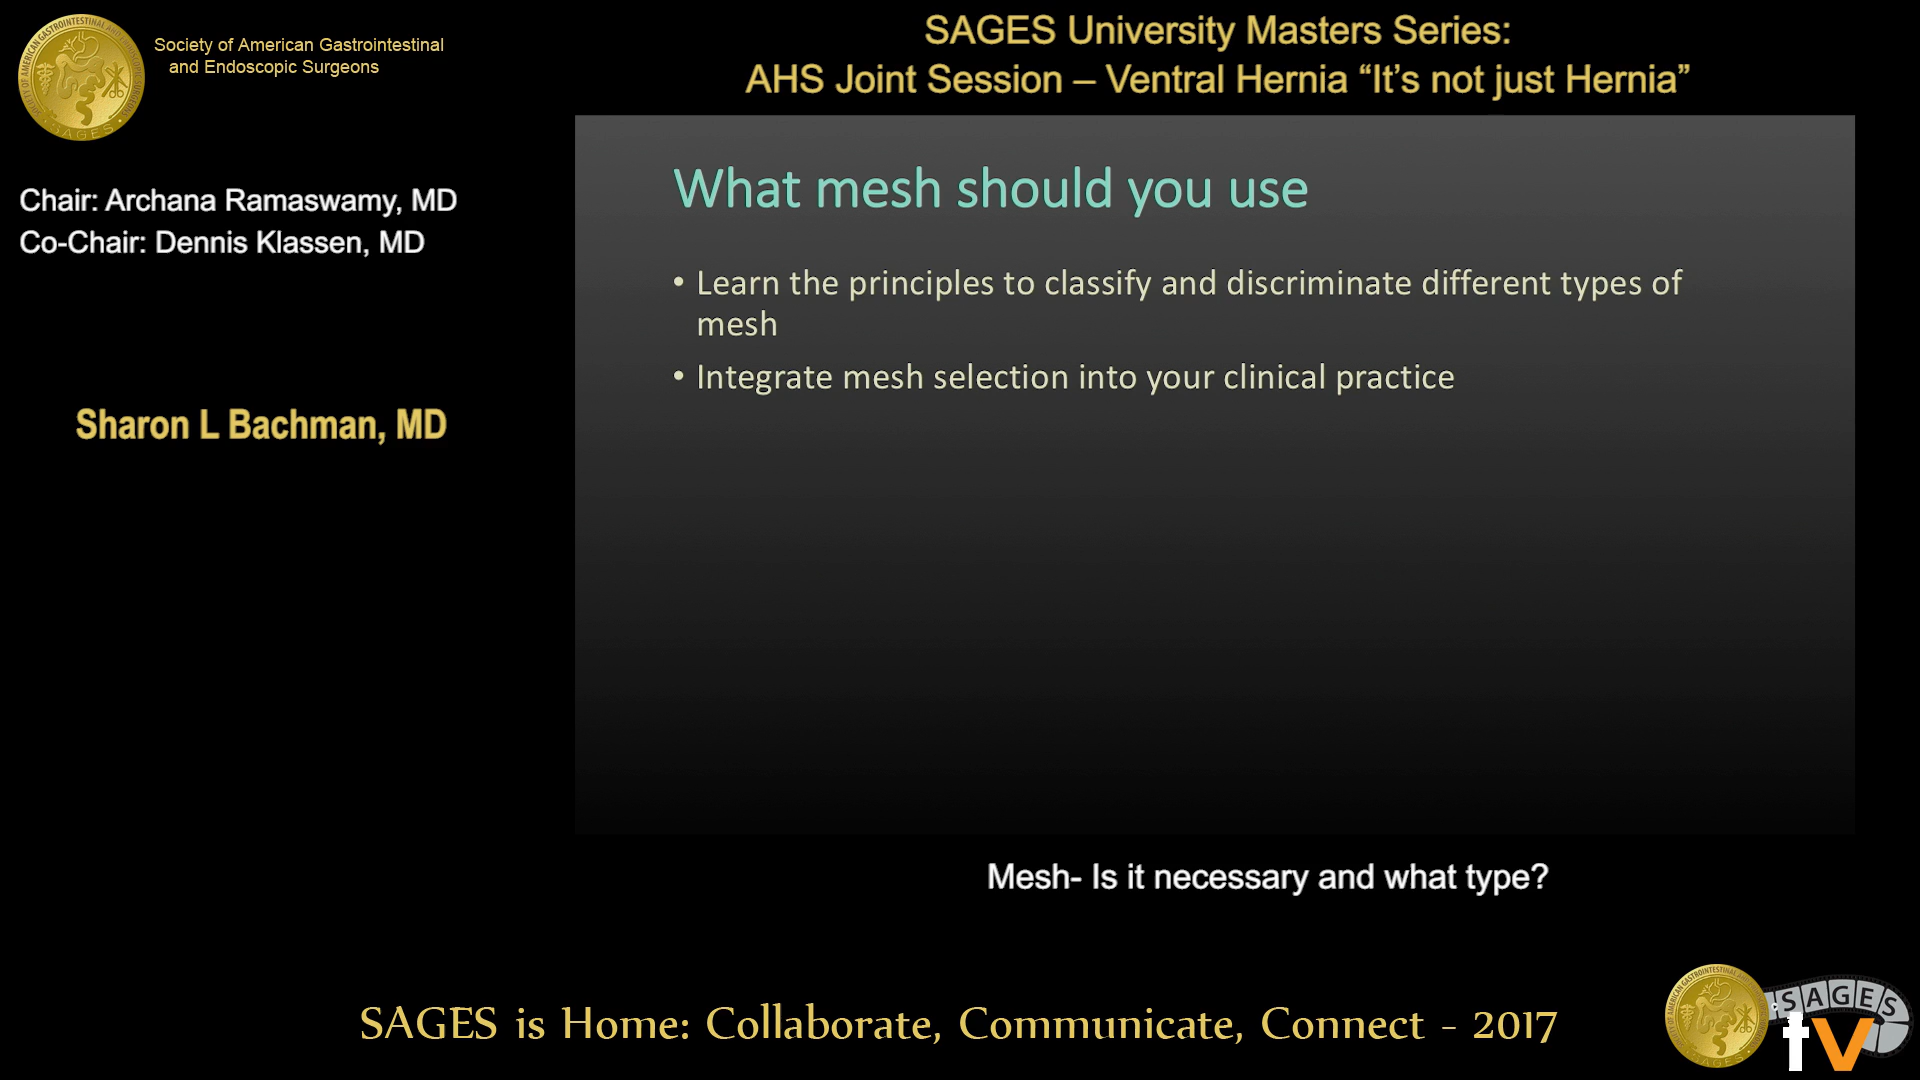 Society of American Gastrointestinal
and Endoscopic Surgeons
SAGES University Masters Series:
AHS Joint Session – Ventral Hernia “It’s not just Hernia”
Chair: Archana Ramaswamy, MD
Co-Chair: Dennis Klassen, MD
Sharon L Bachman, MD
What mesh should you use
• Learn the principles to classify and discriminate different types of
mesh
• Integrate mesh selection into your clinical practice
Mesh- Is it necessary and what type?
SAGES is Home: Collaborate, Communicate, Connect - 2017
SAGES
tv